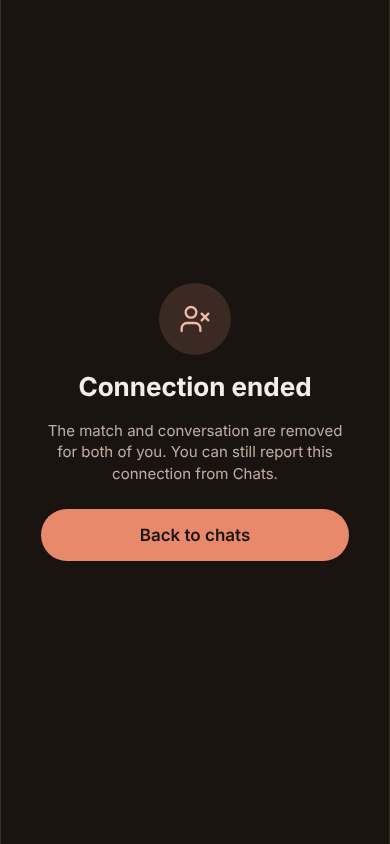 Connection ended
The match and conversation are removed
for both of you. You can still report this
connection from Chats.
Back to chats